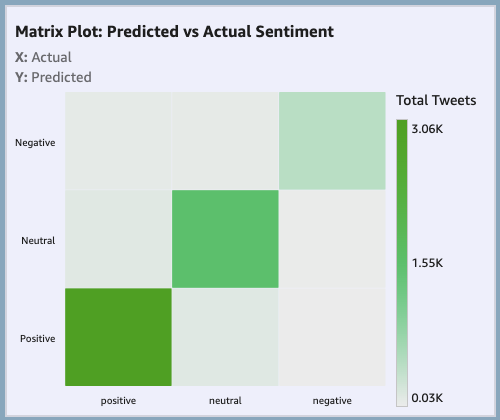 Matrix Plot: Predicted vs Actual Sentiment
X: Actual
Y: Predicted
Total Tweets
3.06K
Negative
Neutral
1.55K
Positive
0.03K
positive neutral negative